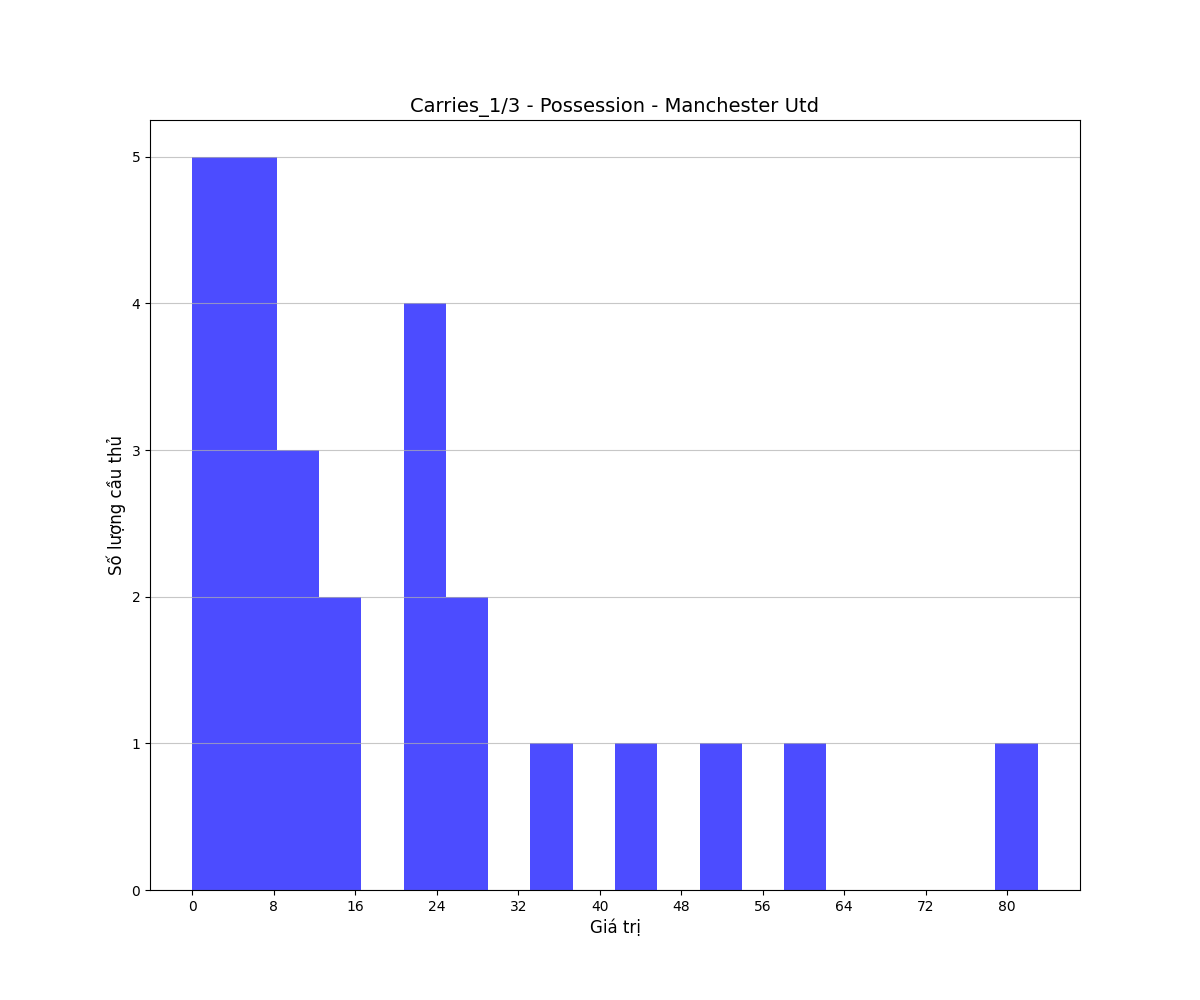 Carries_1/3 - Possession - Manchester Utd
5
4
3
2
1
0
Số lượng cầu thủ
0 8 16 24 32 40 48 56 64 72 80
Giá trị